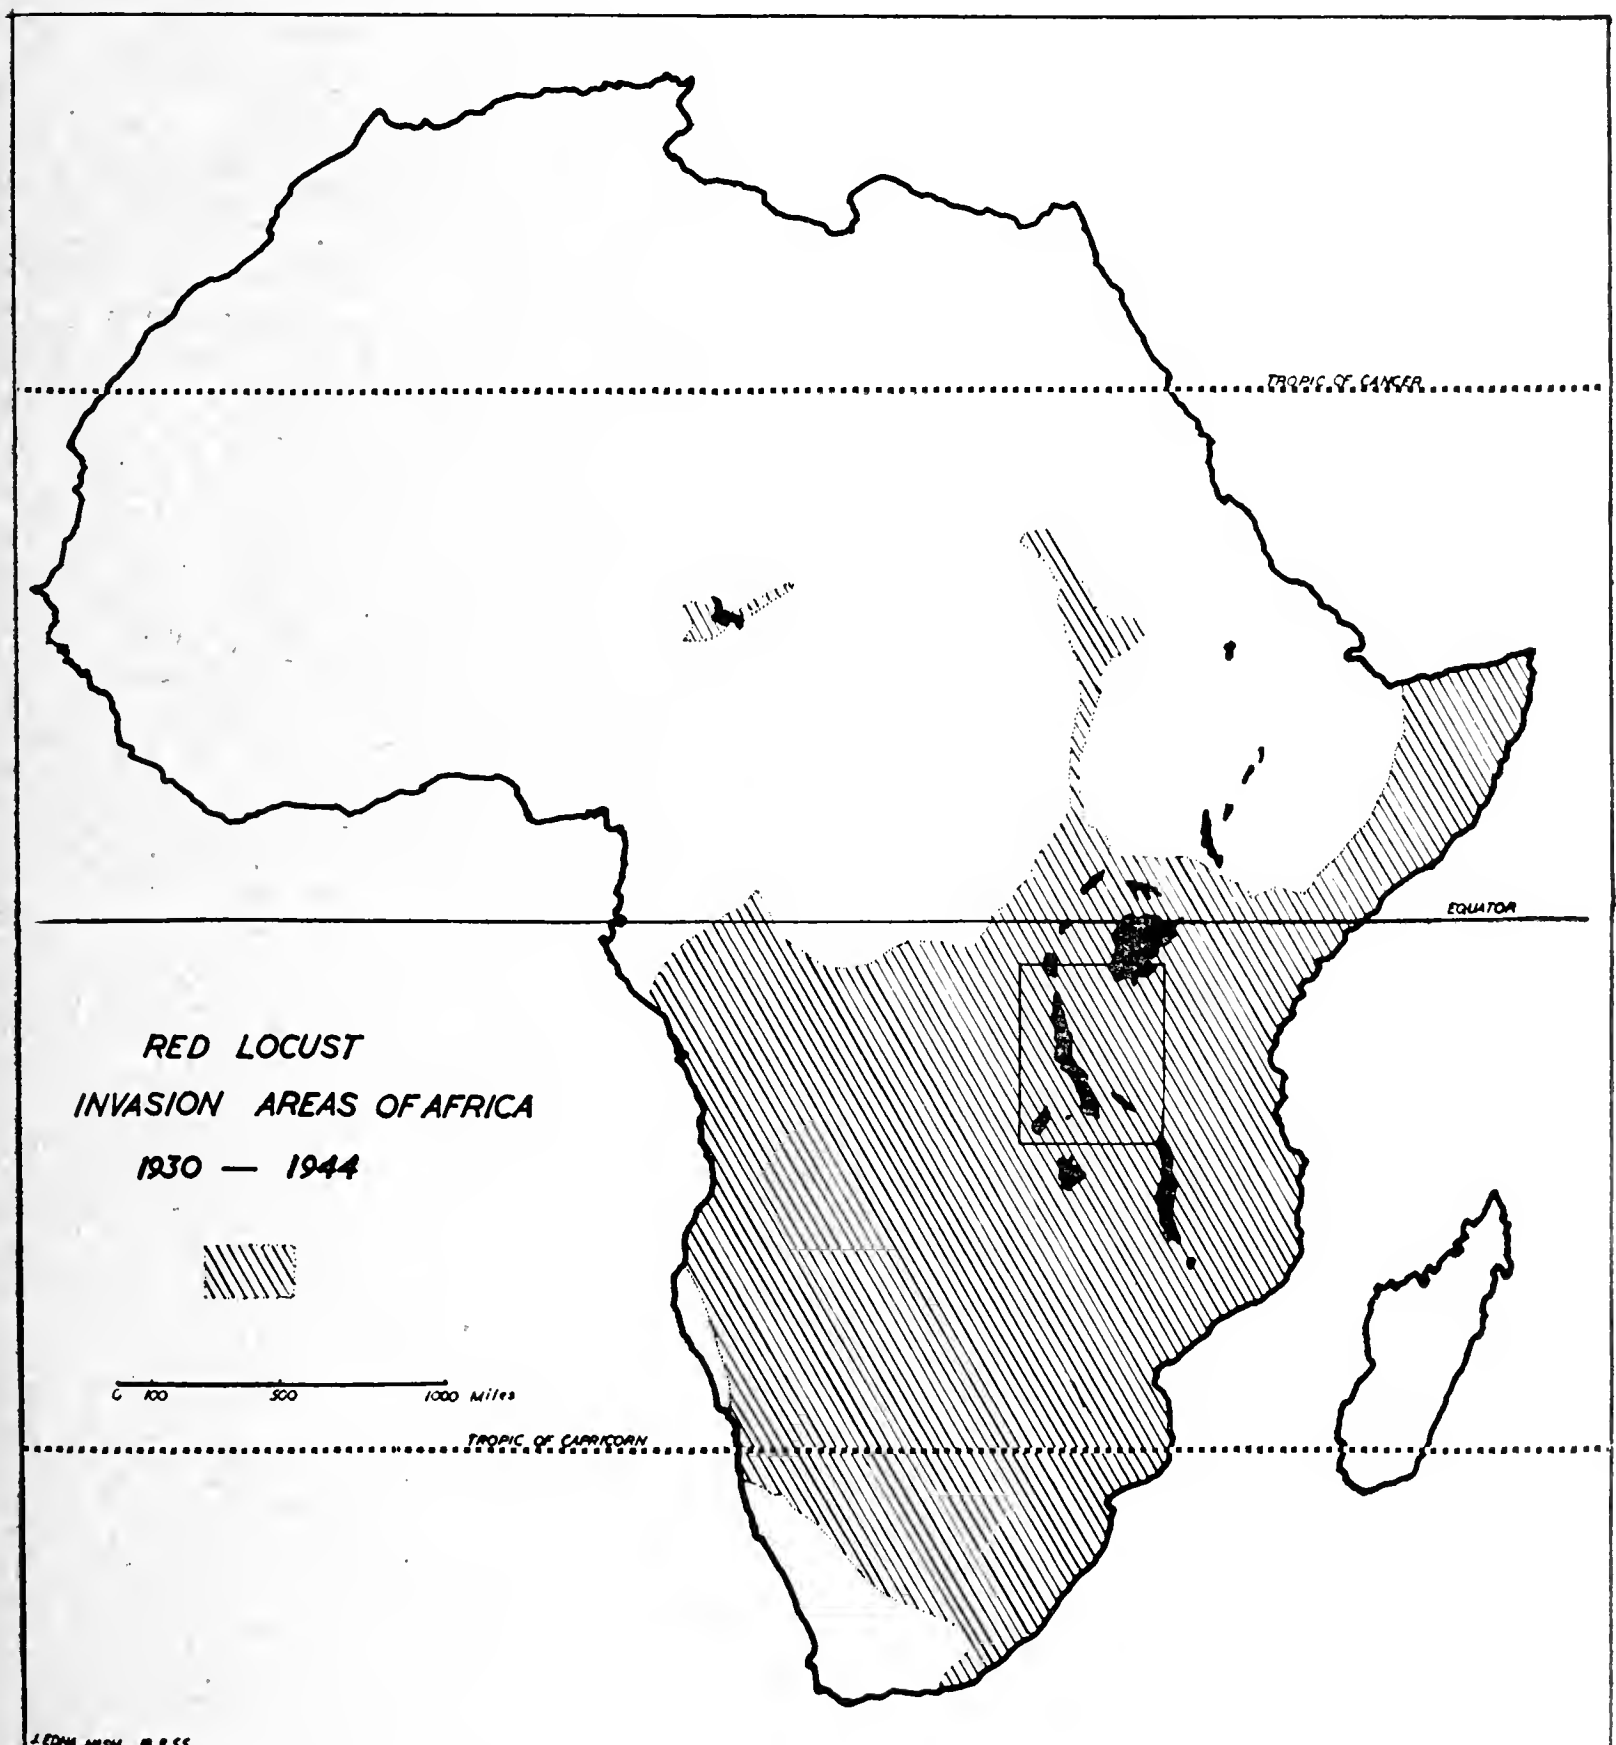 TROPIC OF CANCER
EQUATOR
RED LOCUST
INVASION AREAS OF AFRICA
1930 — 1944
0 100 500 1000 Miles
TROPIC OF CAPRICORN